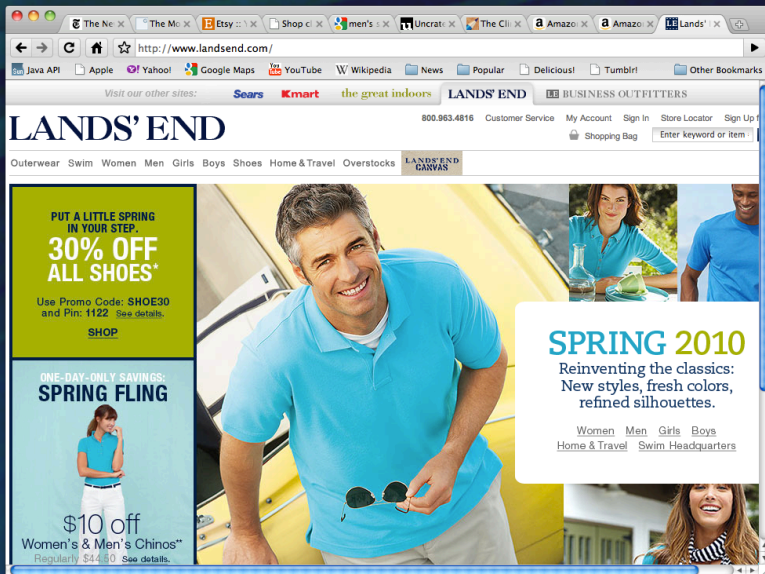 The Ne
The Mo
Etsy ::
Shop cl
men's s
Uncrate
The Cli
Amazo
Amazo
Lands'
http://www.landsend.com/
Java API Apple Yahoo! Google Maps YouTube Wikipedia News Popular Delicious! Tumblr! Other Bookmarks
Visit our other sites: Sears Kmart the great indoors LANDS' END LE BUSINESS OUTFITTERS
LANDS' END
800.963.4816 Customer Service My Account Sign In Store Locator Sign Up f
Shopping Bag Enter keyword or item
Outerwear Swim Women Men Girls Boys Shoes Home & Travel Overstocks LANDS' END CANVAS
PUT A LITTLE SPRING
IN YOUR STEP.
30% OFF
ALL SHOES*
Use Promo Code: SHOE30
and Pin: 1122 See details.
SHOP
ONE-DAY-ONLY SAVINGS:
SPRING FLING
$10 off
Women's & Men's Chinos**
Regularly $44.50 See details.
SPRING 2010
Reinventing the classics:
New styles, fresh colors,
refined silhouettes.
Women Men Girls Boys
Home & Travel Swim Headquarters